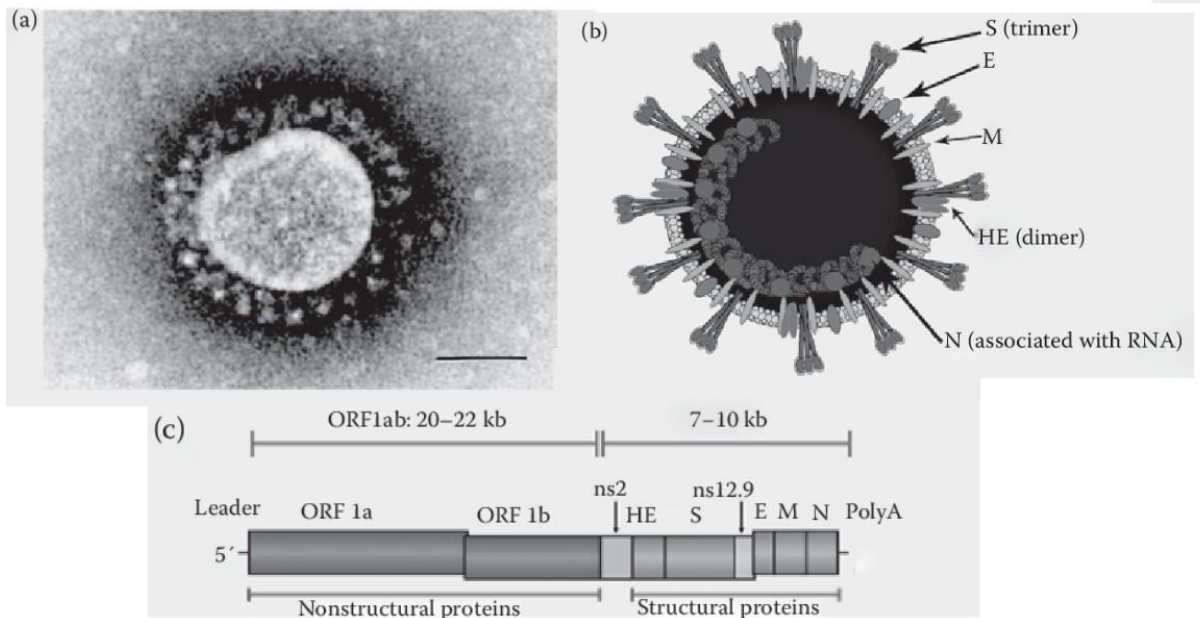 (a)
(b)
S (trimer)
E
M
HE (dimer)
N (associated with RNA)
(c)
ORF1ab: 20–22 kb
7–10 kb
ns2
ns12.9
Leader
ORF 1a
ORF 1b
HE
S
E
M
N
PolyA
5´
Nonstructural proteins
Structural proteins